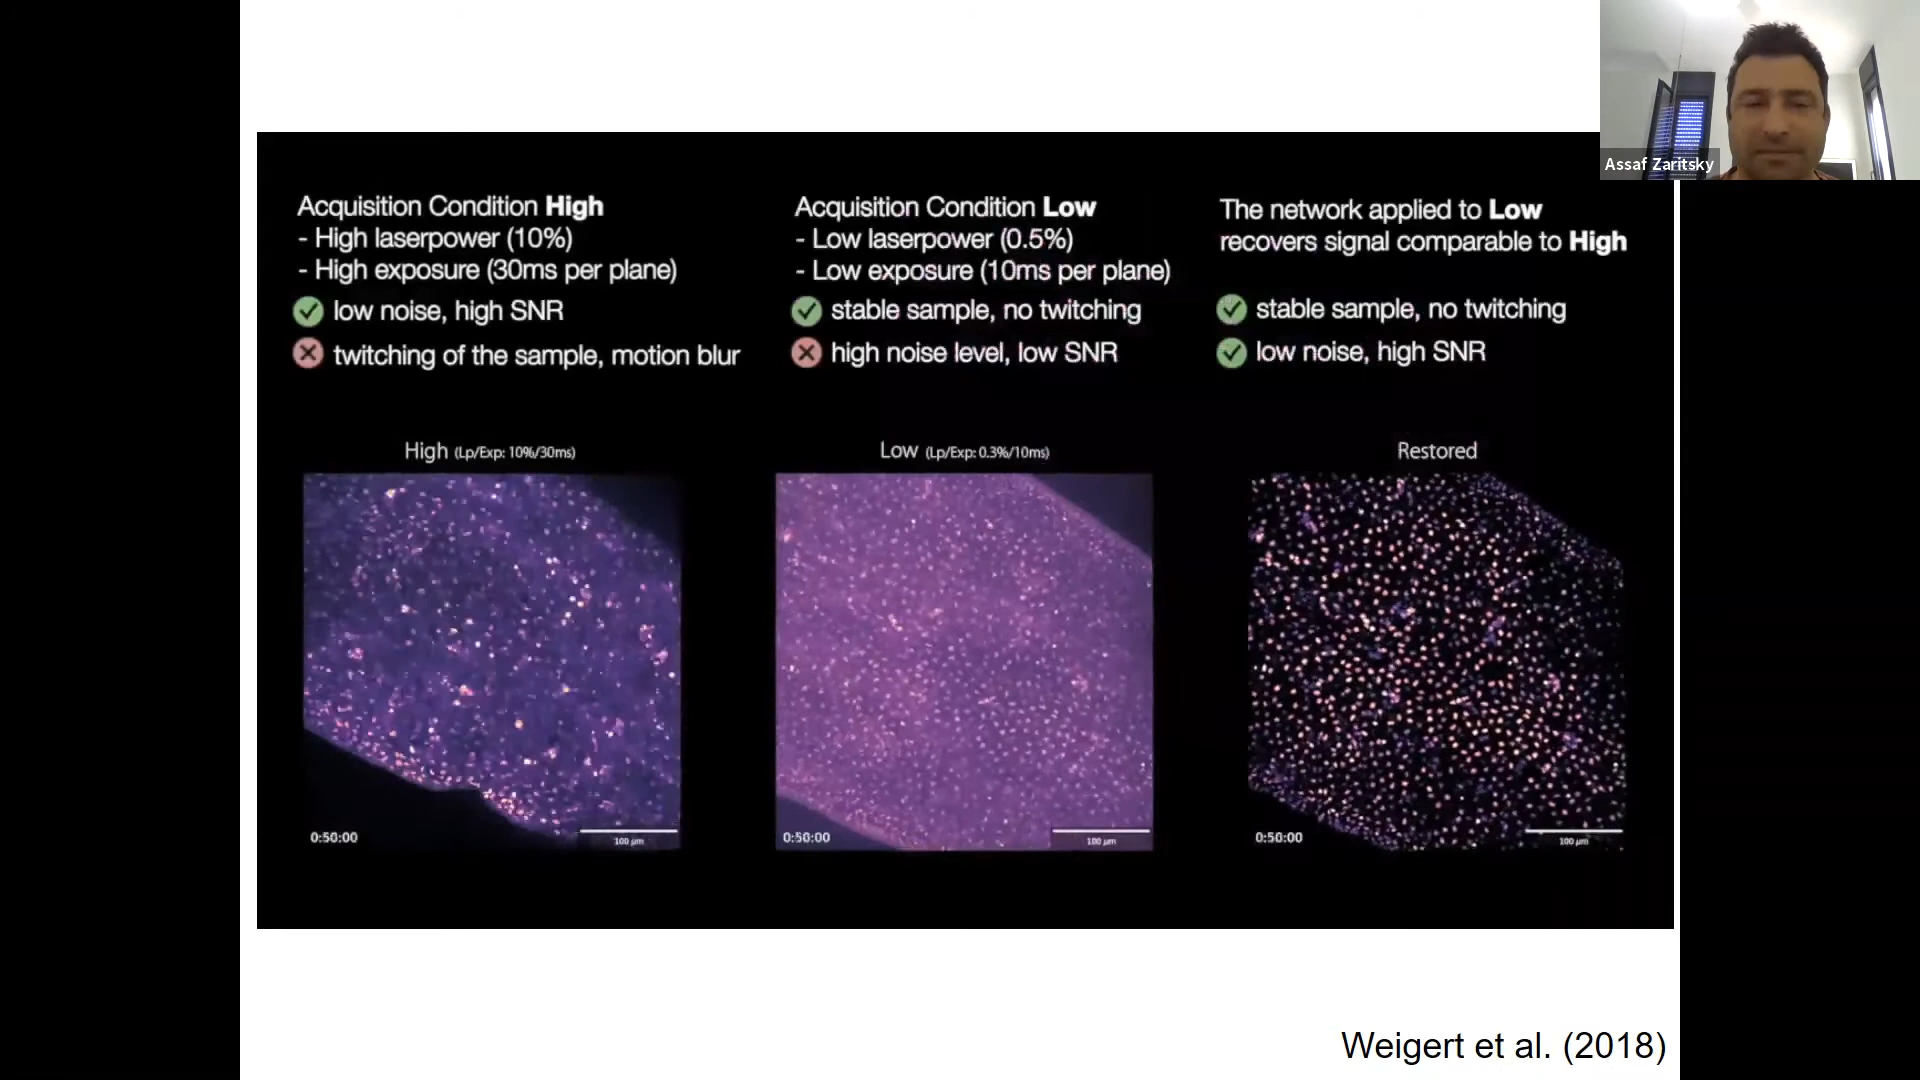 Assaf Zaritsky
Acquisition Condition High
- High laserpower (10%)
- High exposure (30ms per plane)
low noise, high SNR
twitching of the sample, motion blur
Acquisition Condition Low
- Low laserpower (0.5%)
- Low exposure (10ms per plane)
stable sample, no twitching
high noise level, low SNR
The network applied to Low
recovers signal comparable to High
stable sample, no twitching
low noise, high SNR
High (Lp/Exp: 10%/30ms)
0:50:00
100 µm
Low (Lp/Exp: 0.3%/10ms)
0:50:00
100 µm
Restored
0:50:00
100 µm
Weigert et al. (2018)